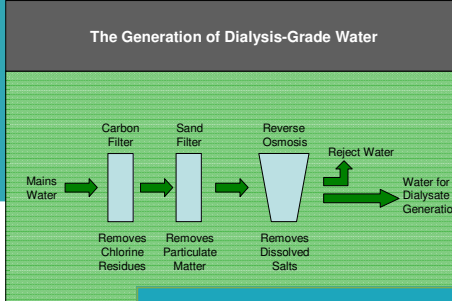 The Generation of Dialysis-Grade Water
Carbon
Filter
Sand
Filter
Reverse
Osmosis
Reject Water
Mains
Water
Water for
Dialysate
Generatio
Removes
Chlorine
Residues
Removes
Particulate
Matter
Removes
Dissolved
Salts